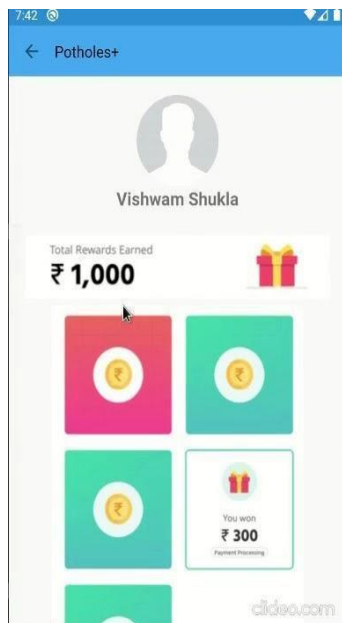 7:42
Potholes+
Vishwam Shukla
Total Rewards Earned
₹ 1,000
₹
₹
₹
You won
₹ 300
Payment Processing
clideo.com